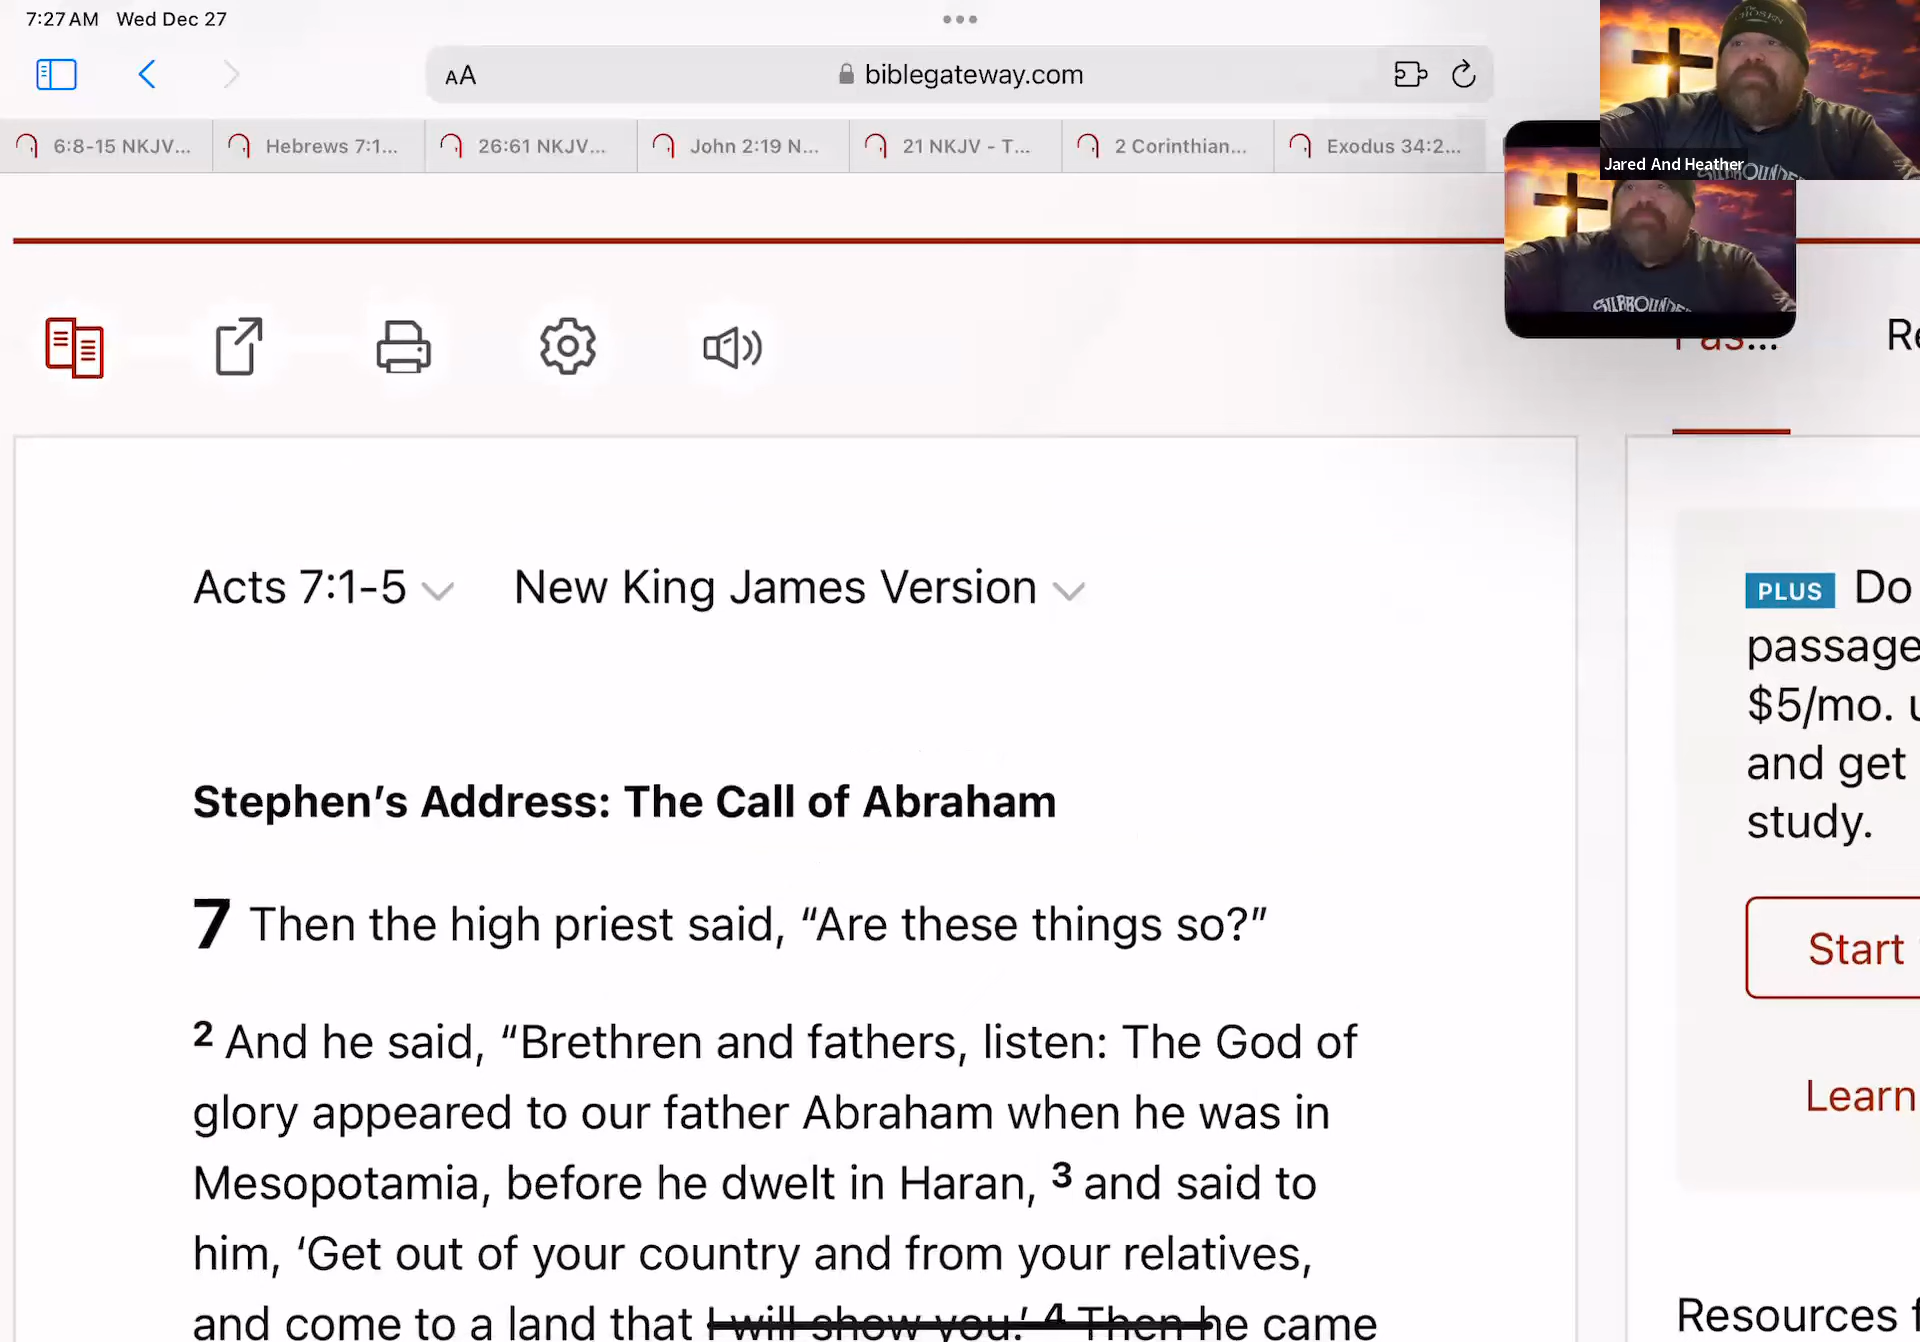 7:27 AM Wed Dec 27
AA biblegateway.com
6:8-15 NKJV... Hebrews 7:1... 26:61 NKJV... John 2:19 N... 21 NKJV - T... 2 Corinthian... Exodus 34:2...
CHOSEN
Jared And Heather
Pas... Re
Acts 7:1-5 New King James Version
PLUS Do
passage
$5/mo. u
and get
study.
Start
Learn
Resources f
Stephen’s Address: The Call of Abraham
7 Then the high priest said, “Are these things so?”
2 And he said, “Brethren and fathers, listen: The God of
glory appeared to our father Abraham when he was in
Mesopotamia, before he dwelt in Haran, 3 and said to
him, ‘Get out of your country and from your relatives,
and come to a land that I will show you.’ 4 Then he came